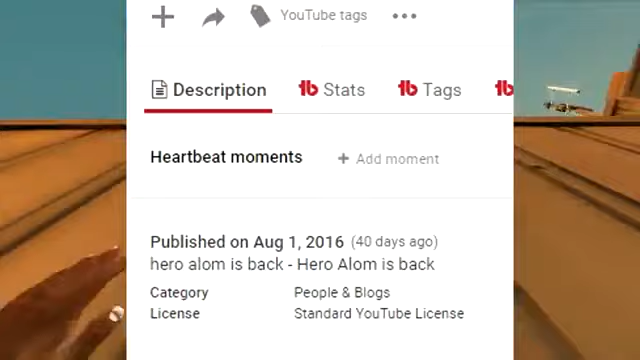 YouTube tags
Description
Stats
Tags
Heartbeat moments
+ Add moment
Published on Aug 1, 2016 (40 days ago)
hero alom is back - Hero Alom is back
Category People & Blogs
License Standard YouTube License